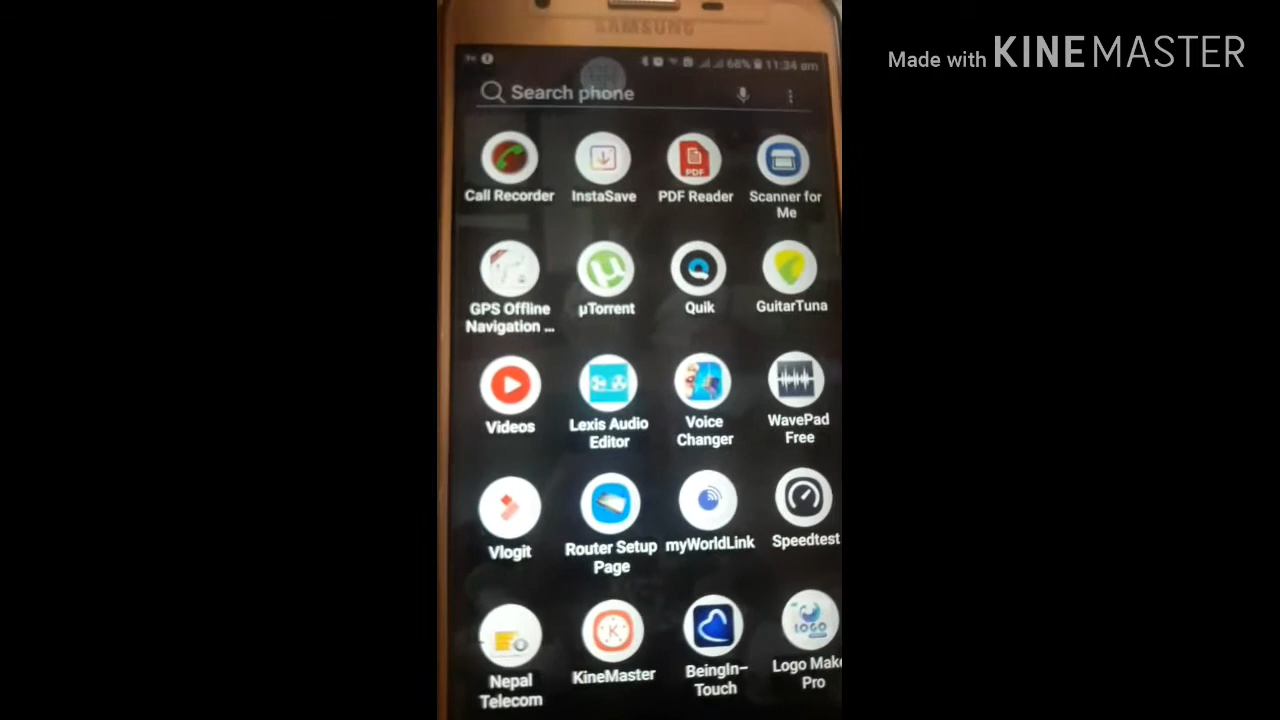 Made with KINEMASTER
SAMSUNG
68% 11:34 am
Search phone
Call Recorder
InstaSave
PDF Reader
Scanner for
Me
PDF
GPS Offline
Navigation ...
µTorrent
Quik
GuitarTuna
Videos
Lexis Audio
Editor
Voice
Changer
WavePad
Free
Vlogit
Router Setup
Page
myWorldLink
Speedtest
LOGO
Nepal
Telecom
KineMaster
BeingIn-
Touch
Logo Mak
Pro